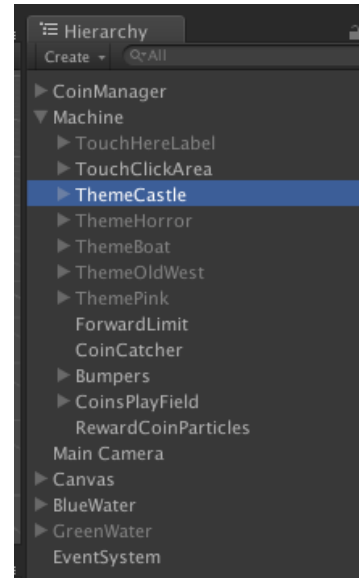 Hierarchy
Create All
CoinManager
Machine
TouchHereLabel
TouchClickArea
ThemeCastle
ThemeHorror
ThemeBoat
ThemeOldWest
ThemePink
ForwardLimit
CoinCatcher
Bumpers
CoinsPlayField
RewardCoinParticles
Main Camera
Canvas
BlueWater
GreenWater
EventSystem